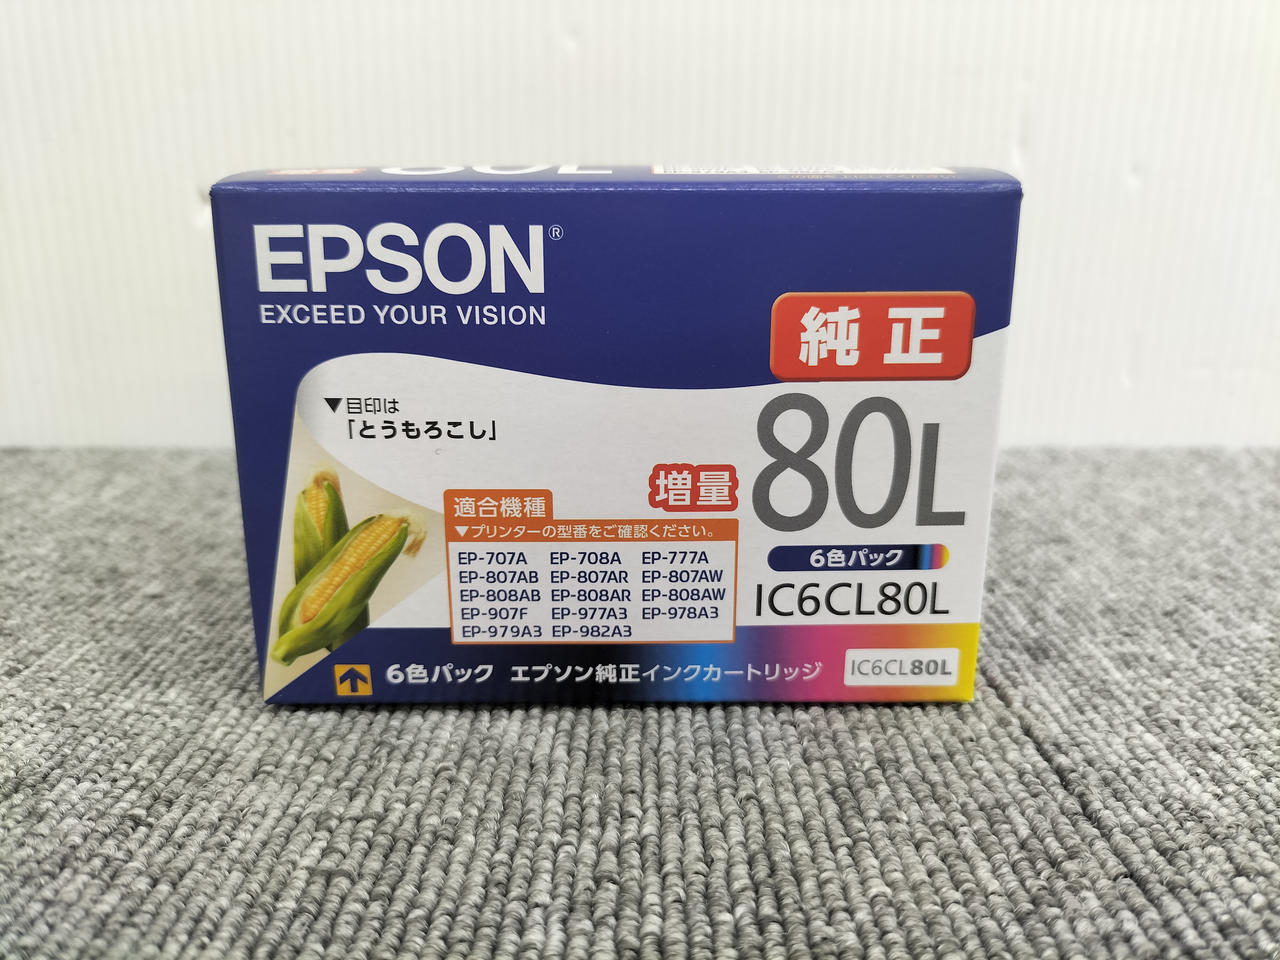 増量 80L
EPSON®
EXCEED YOUR VISION
純正
▼目印は
「とうもろこし」
増量
80L
適合機種
▼プリンターの型番をご確認ください。
EP-707A EP-708A EP-777A
EP-807AB EP-807AR EP-807AW
EP-808AB EP-808AR EP-808AW
EP-907F EP-977A3 EP-978A3
EP-979A3 EP-982A3
6色パック
IC6CL80L
6色パック エプソン純正インクカートリッジ
IC6CL80L